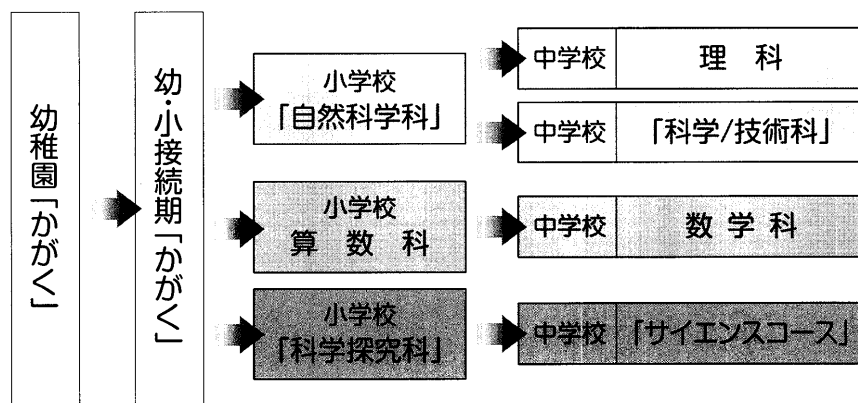 幼稚園「かがく」
幼・小接続期「かがく」
小学校
「自然科学科」
中学校 理科
中学校 「科学/技術科」
小学校
算数科
中学校 数学科
小学校
「科学探究科」
中学校 「サイエンスコース」